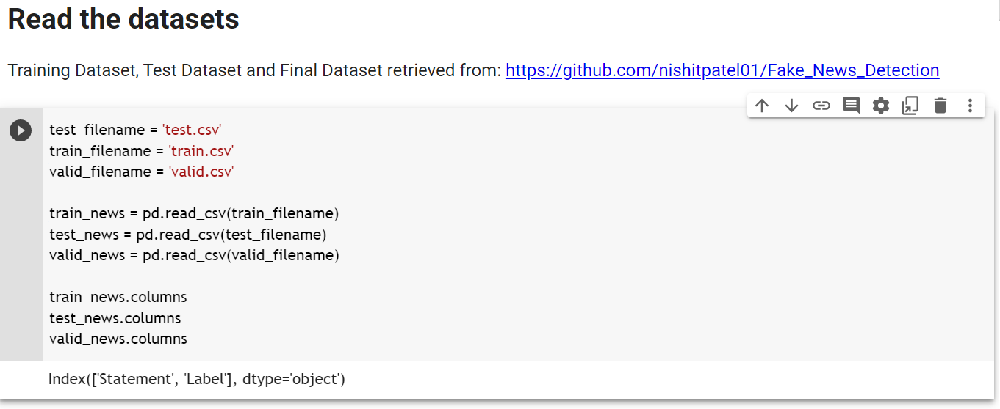 Read the datasets
Training Dataset, Test Dataset and Final Dataset retrieved from: https://github.com/nishitpatel01/Fake_News_Detection
test_filename = 'test.csv'
train_filename = 'train.csv'
valid_filename = 'valid.csv'
train_news = pd.read_csv(train_filename)
test_news = pd.read_csv(test_filename)
valid_news = pd.read_csv(valid_filename)
train_news.columns
test_news.columns
valid_news.columns
Index(['Statement', 'Label'], dtype='object')